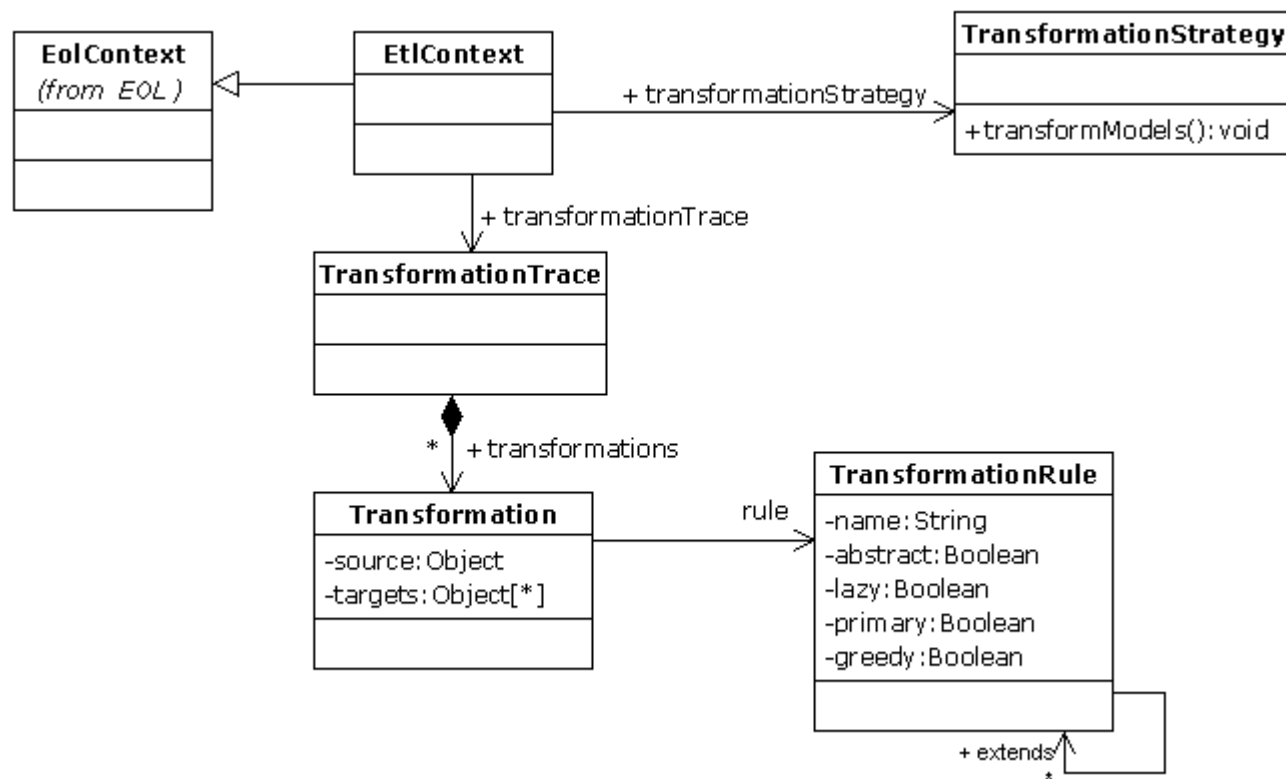 EolContext
(from EOL)
EtlContext
TransformationStrategy
+transformModels():void
+ transformationStrategy
+ transformationTrace
TransformationTrace
*
+ transformations
Transformation
-source:Object
-targets:Object[*]
rule
TransformationRule
-name:String
-abstract:Boolean
-lazy:Boolean
-primary:Boolean
-greedy:Boolean
+ extends
*